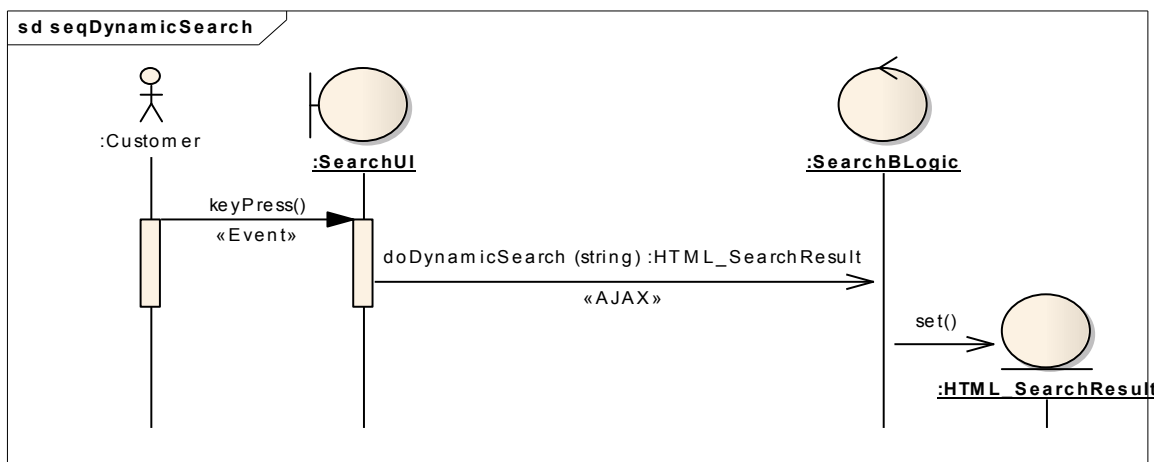 sd seqDynamicSearch
:Customer
:SearchUI
:SearchBLogic
keyPress()
«Event»
doDynamicSearch (string) :HTML_SearchResult
«AJAX»
set()
:HTML_SearchResult